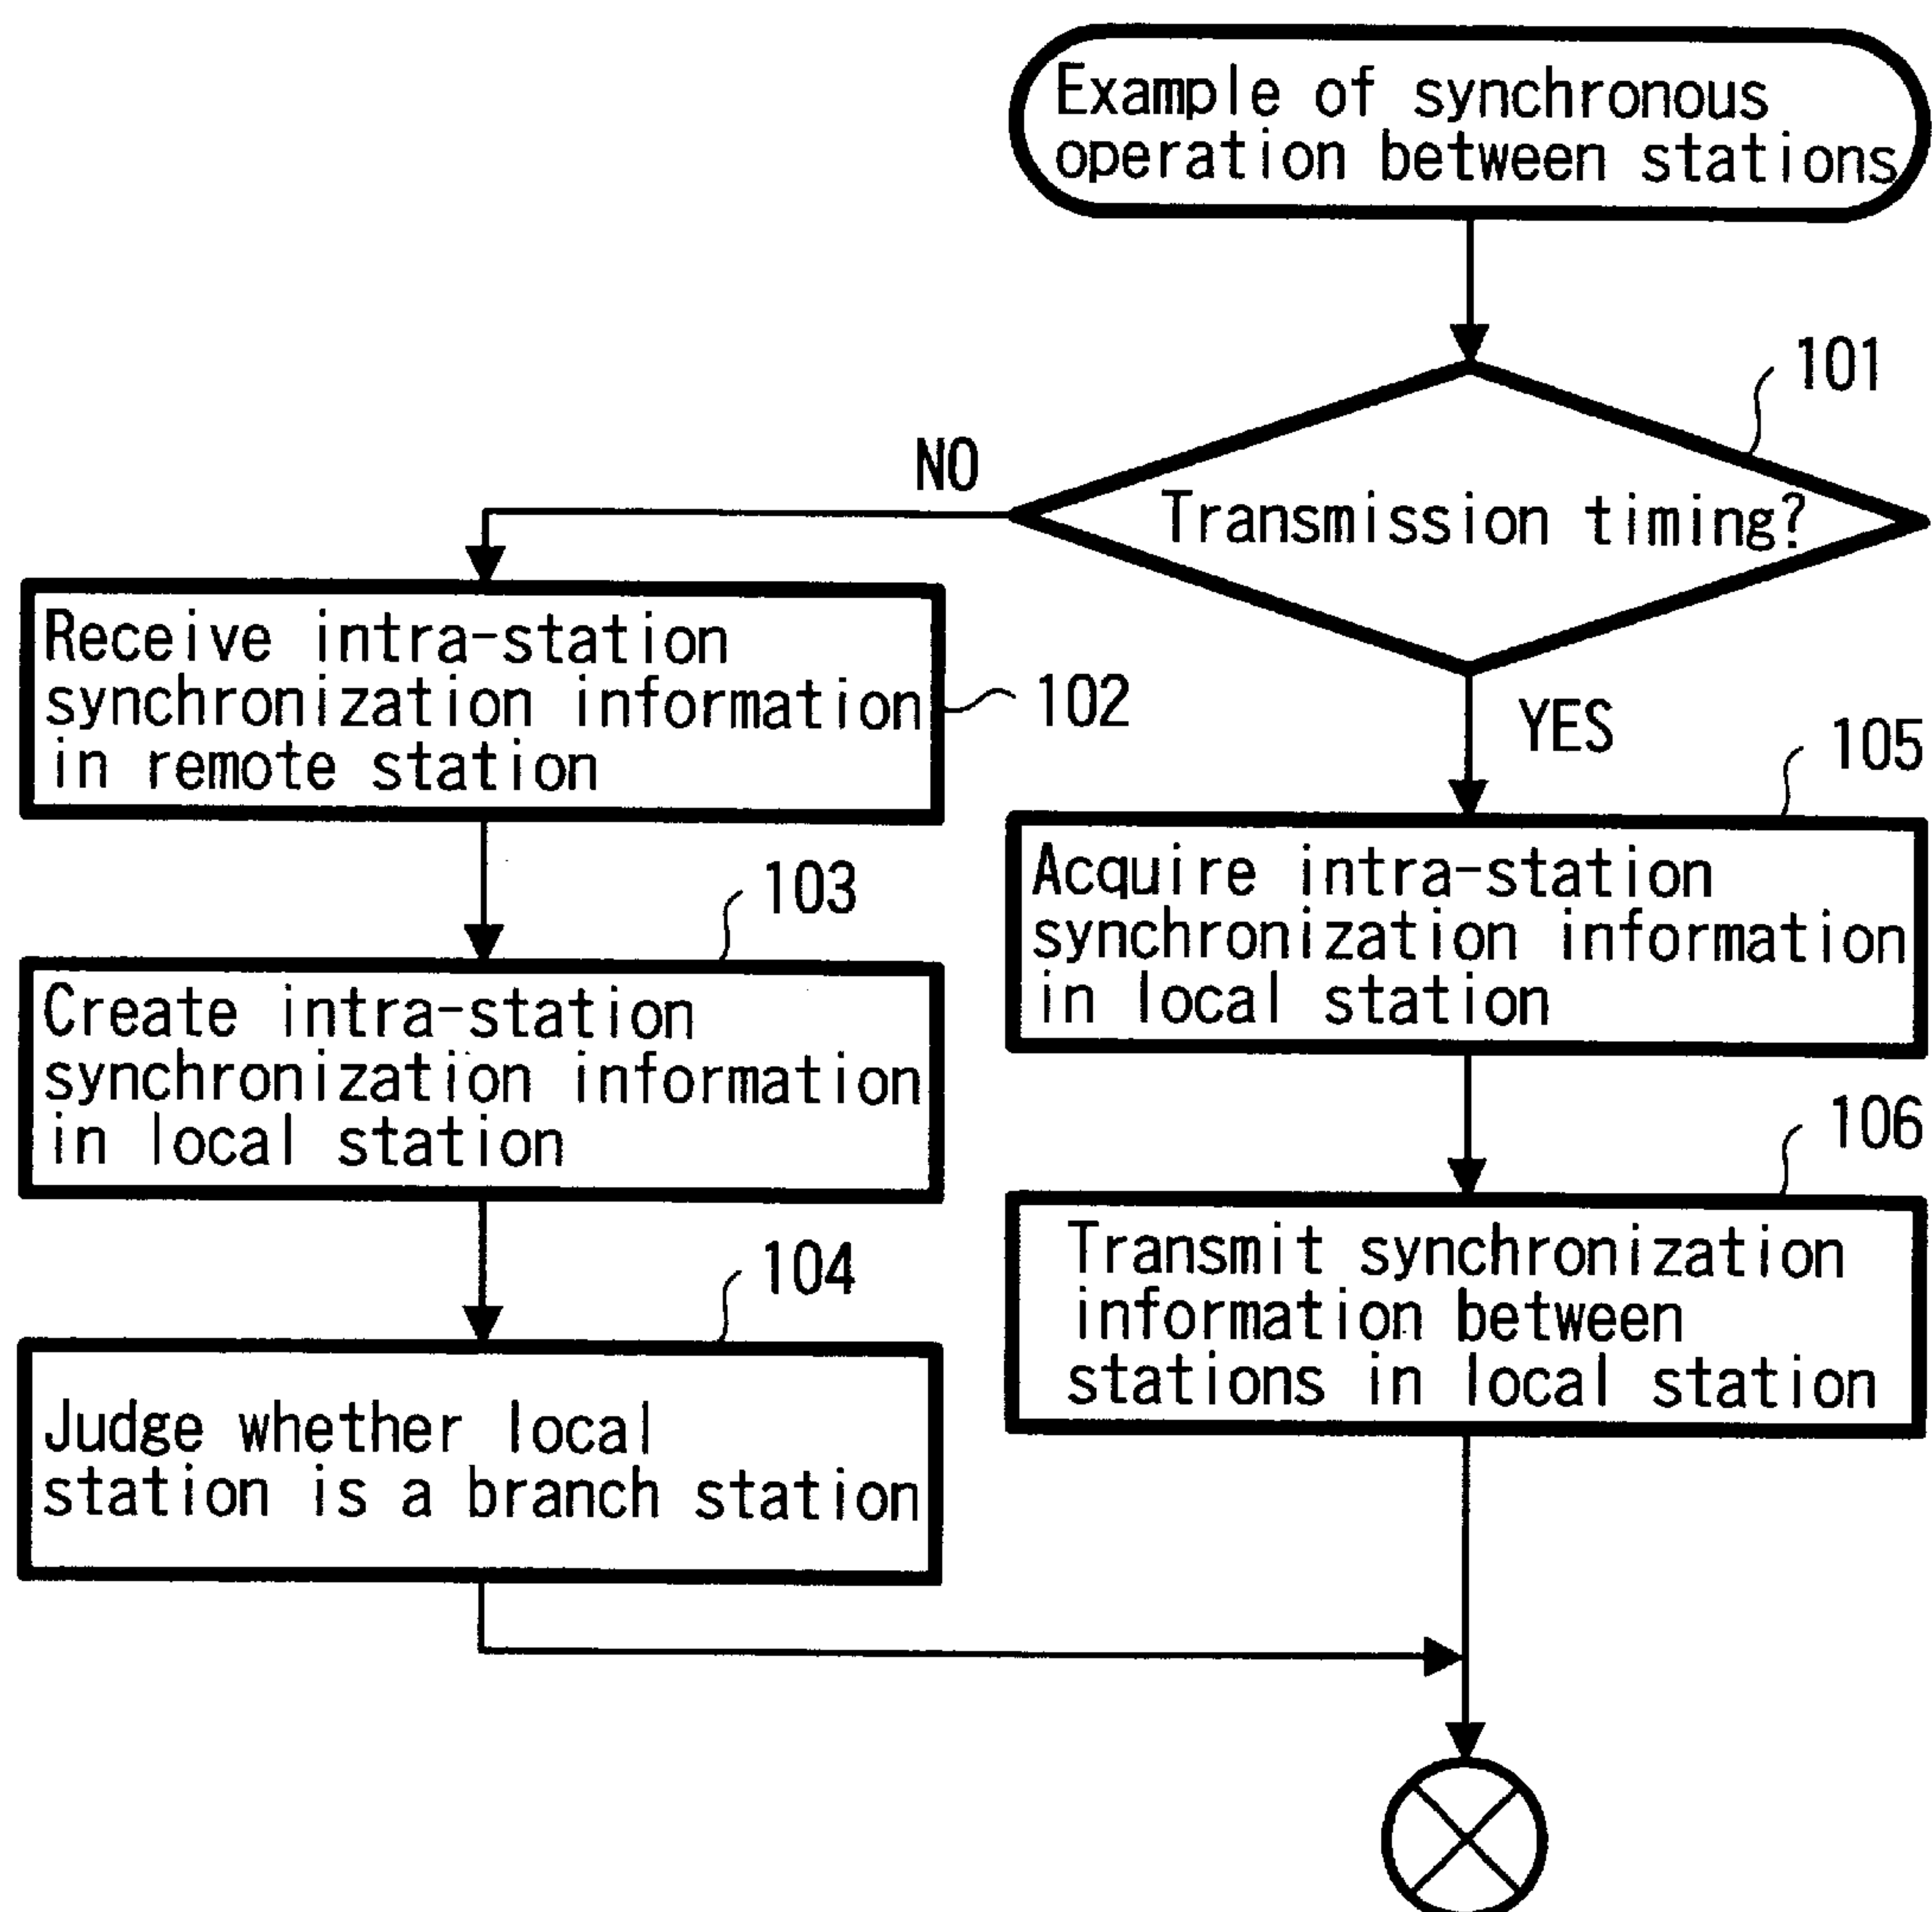 Example of synchronous
operation between stations
101
Transmission timing?
NO
YES
Receive intra-station
synchronization information
in remote station
102
103
Create intra-station
synchronization information
in local station
104
Judge whether local
station is a branch station
105
Acquire intra-station
synchronization information
in local station
106
Transmit synchronization
information between
stations in local station